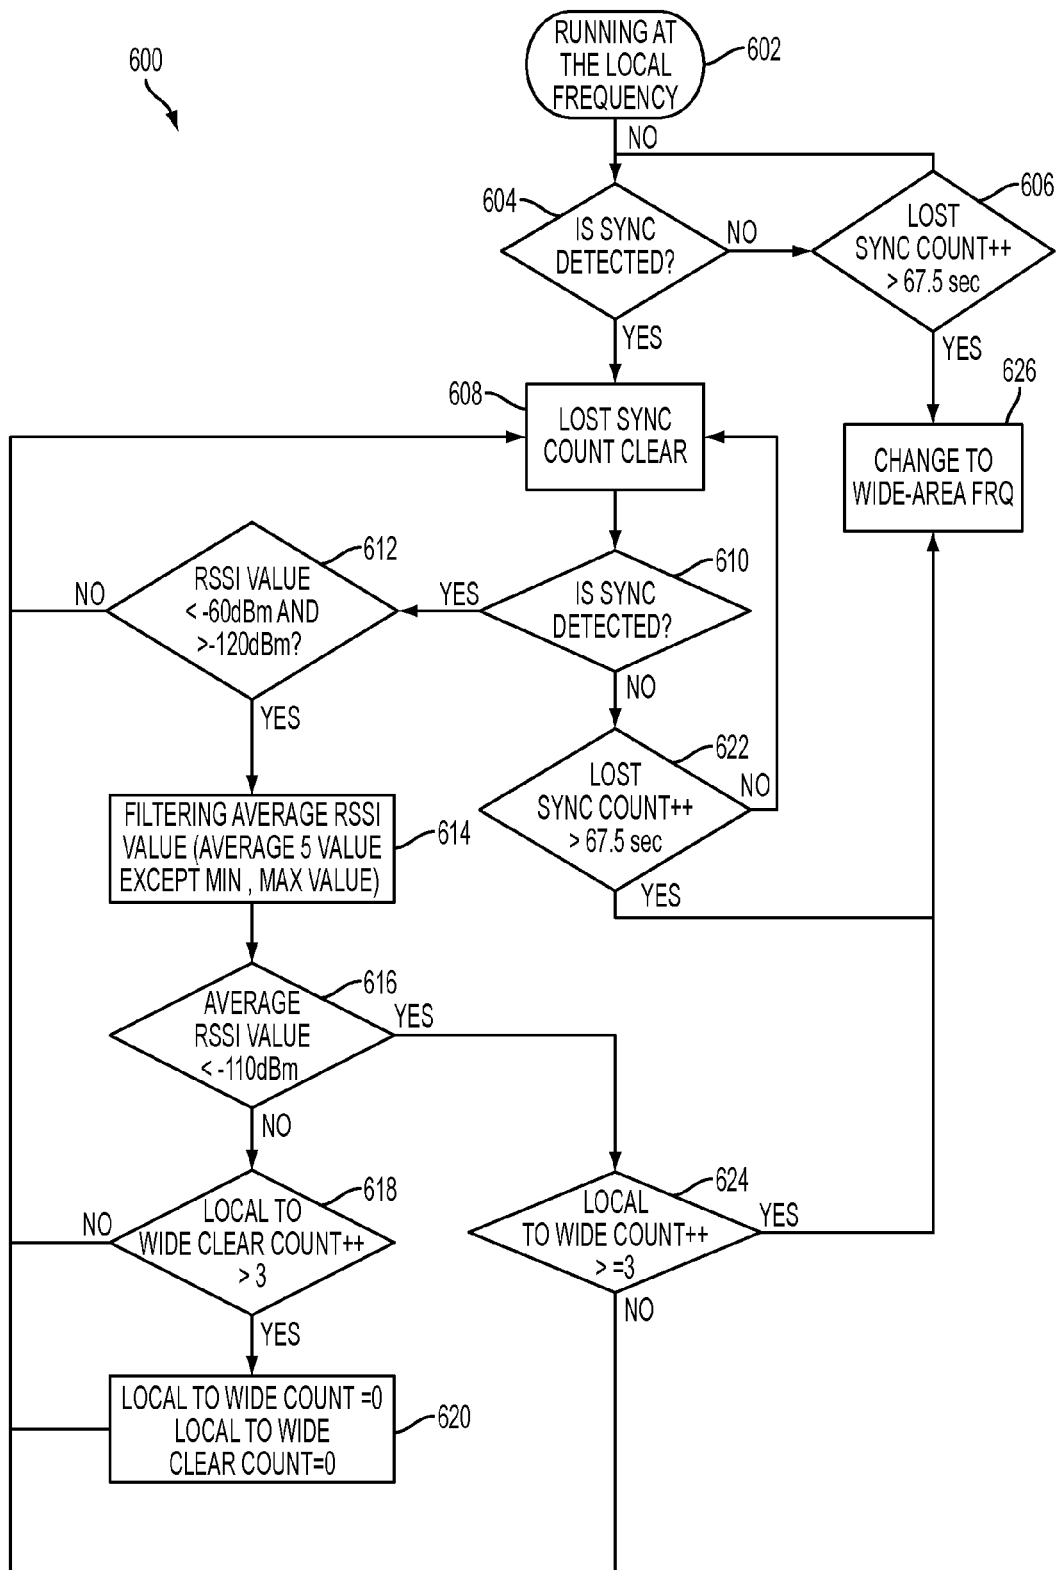 600
RUNNING AT
THE LOCAL
FREQUENCY
602
NO
604
IS SYNC
DETECTED?
NO
606
LOST
SYNC COUNT++
> 67.5 sec
YES
YES
626
CHANGE TO
WIDE-AREA FRQ
608
LOST SYNC
COUNT CLEAR
612
RSSI VALUE
< -60dBm AND
>-120dBm?
NO
YES
610
IS SYNC
DETECTED?
YES
NO
622
LOST
SYNC COUNT++
> 67.5 sec
NO
YES
FILTERING AVERAGE RSSI
VALUE (AVERAGE 5 VALUE
EXCEPT MIN , MAX VALUE)
614
616
AVERAGE
RSSI VALUE
< -110dBm
YES
NO
618
LOCAL TO
WIDE CLEAR COUNT++
> 3
NO
YES
624
LOCAL
TO WIDE COUNT++
> =3
YES
NO
LOCAL TO WIDE COUNT =0
LOCAL TO WIDE
CLEAR COUNT=0
620